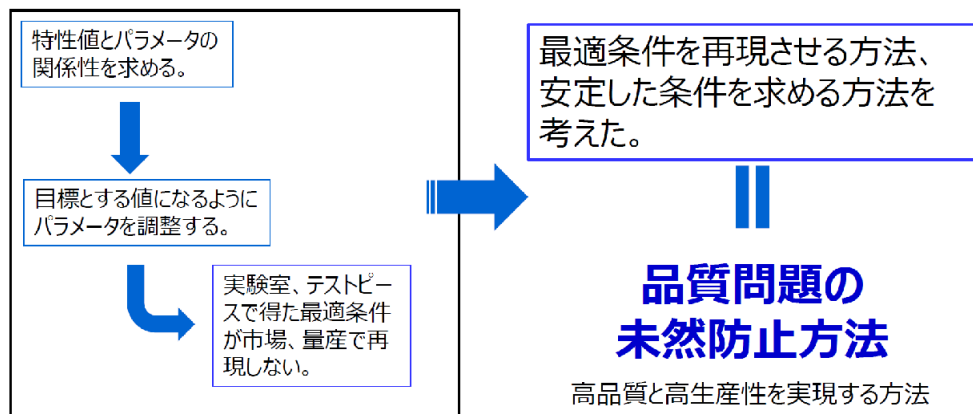 特性値とパラメータの
関係性を求める。
目標とする値になるように
パラメータを調整する。
実験室、テストピー
スで得た最適条件
が市場、量産で再
現しない。
最適条件を再現させる方法、
安定した条件を求める方法を
考えた。
品質問題の
未然防止方法
高品質と高生産性を実現する方法